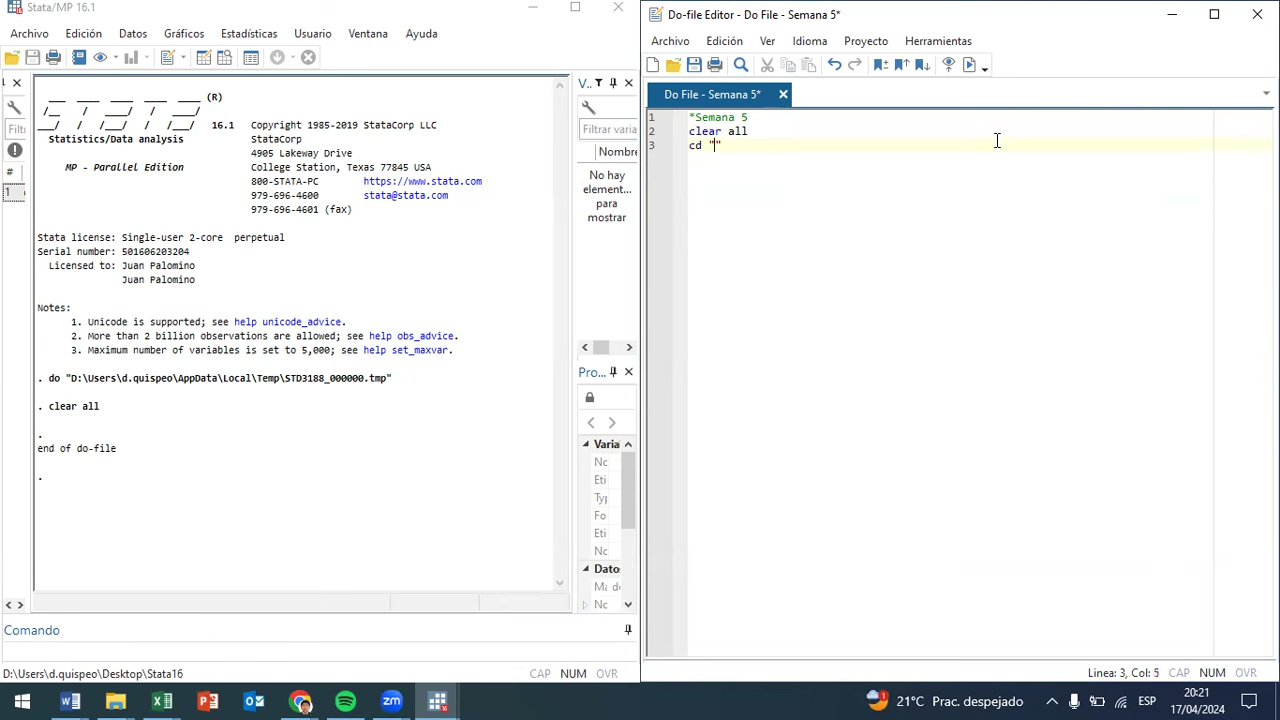 Stata/MP 16.1
Archivo Edición Datos Gráficos Estadísticas Usuario Ventana Ayuda
(R)
16.1 Copyright 1985-2019 StataCorp LLC
Statistics/Data analysis StataCorp
4905 Lakeway Drive
MP - Parallel Edition College Station, Texas 77845 USA
800-STATA-PC https://www.stata.com
979-696-4600 stata@stata.com
979-696-4601 (fax)
Stata license: Single-user 2-core perpetual
Serial number: 501606203204
Licensed to: Juan Palomino
Juan Palomino
Notes:
1. Unicode is supported; see help unicode_advice.
2. More than 2 billion observations are allowed; see help obs_advice.
3. Maximum number of variables is set to 5,000; see help set_maxvar.
. do "D:\Users\d.quispeo\AppData\Local\Temp\STD3188_000000.tmp"
. clear all
.
end of do-file
.
Filt
#
1
V..
Filtrar varia
Nombre
No hay
element...
para
mostrar
Pro...
Varia
Nc
Eti
Typ
Fo
Eti
No
Dato
Ma de
No
Comando
D:\Users\d.quispeo\Desktop\Stata16 CAP NUM OVR
Do-file Editor - Do File - Semana 5*
Archivo Edición Ver Idioma Proyecto Herramientas
Do File - Semana 5*
1 *Semana 5
2 clear all
3 cd ""
Linea: 3, Col: 5 CAP NUM OVR
21°C Prac. despejado ESP
20:21
17/04/2024